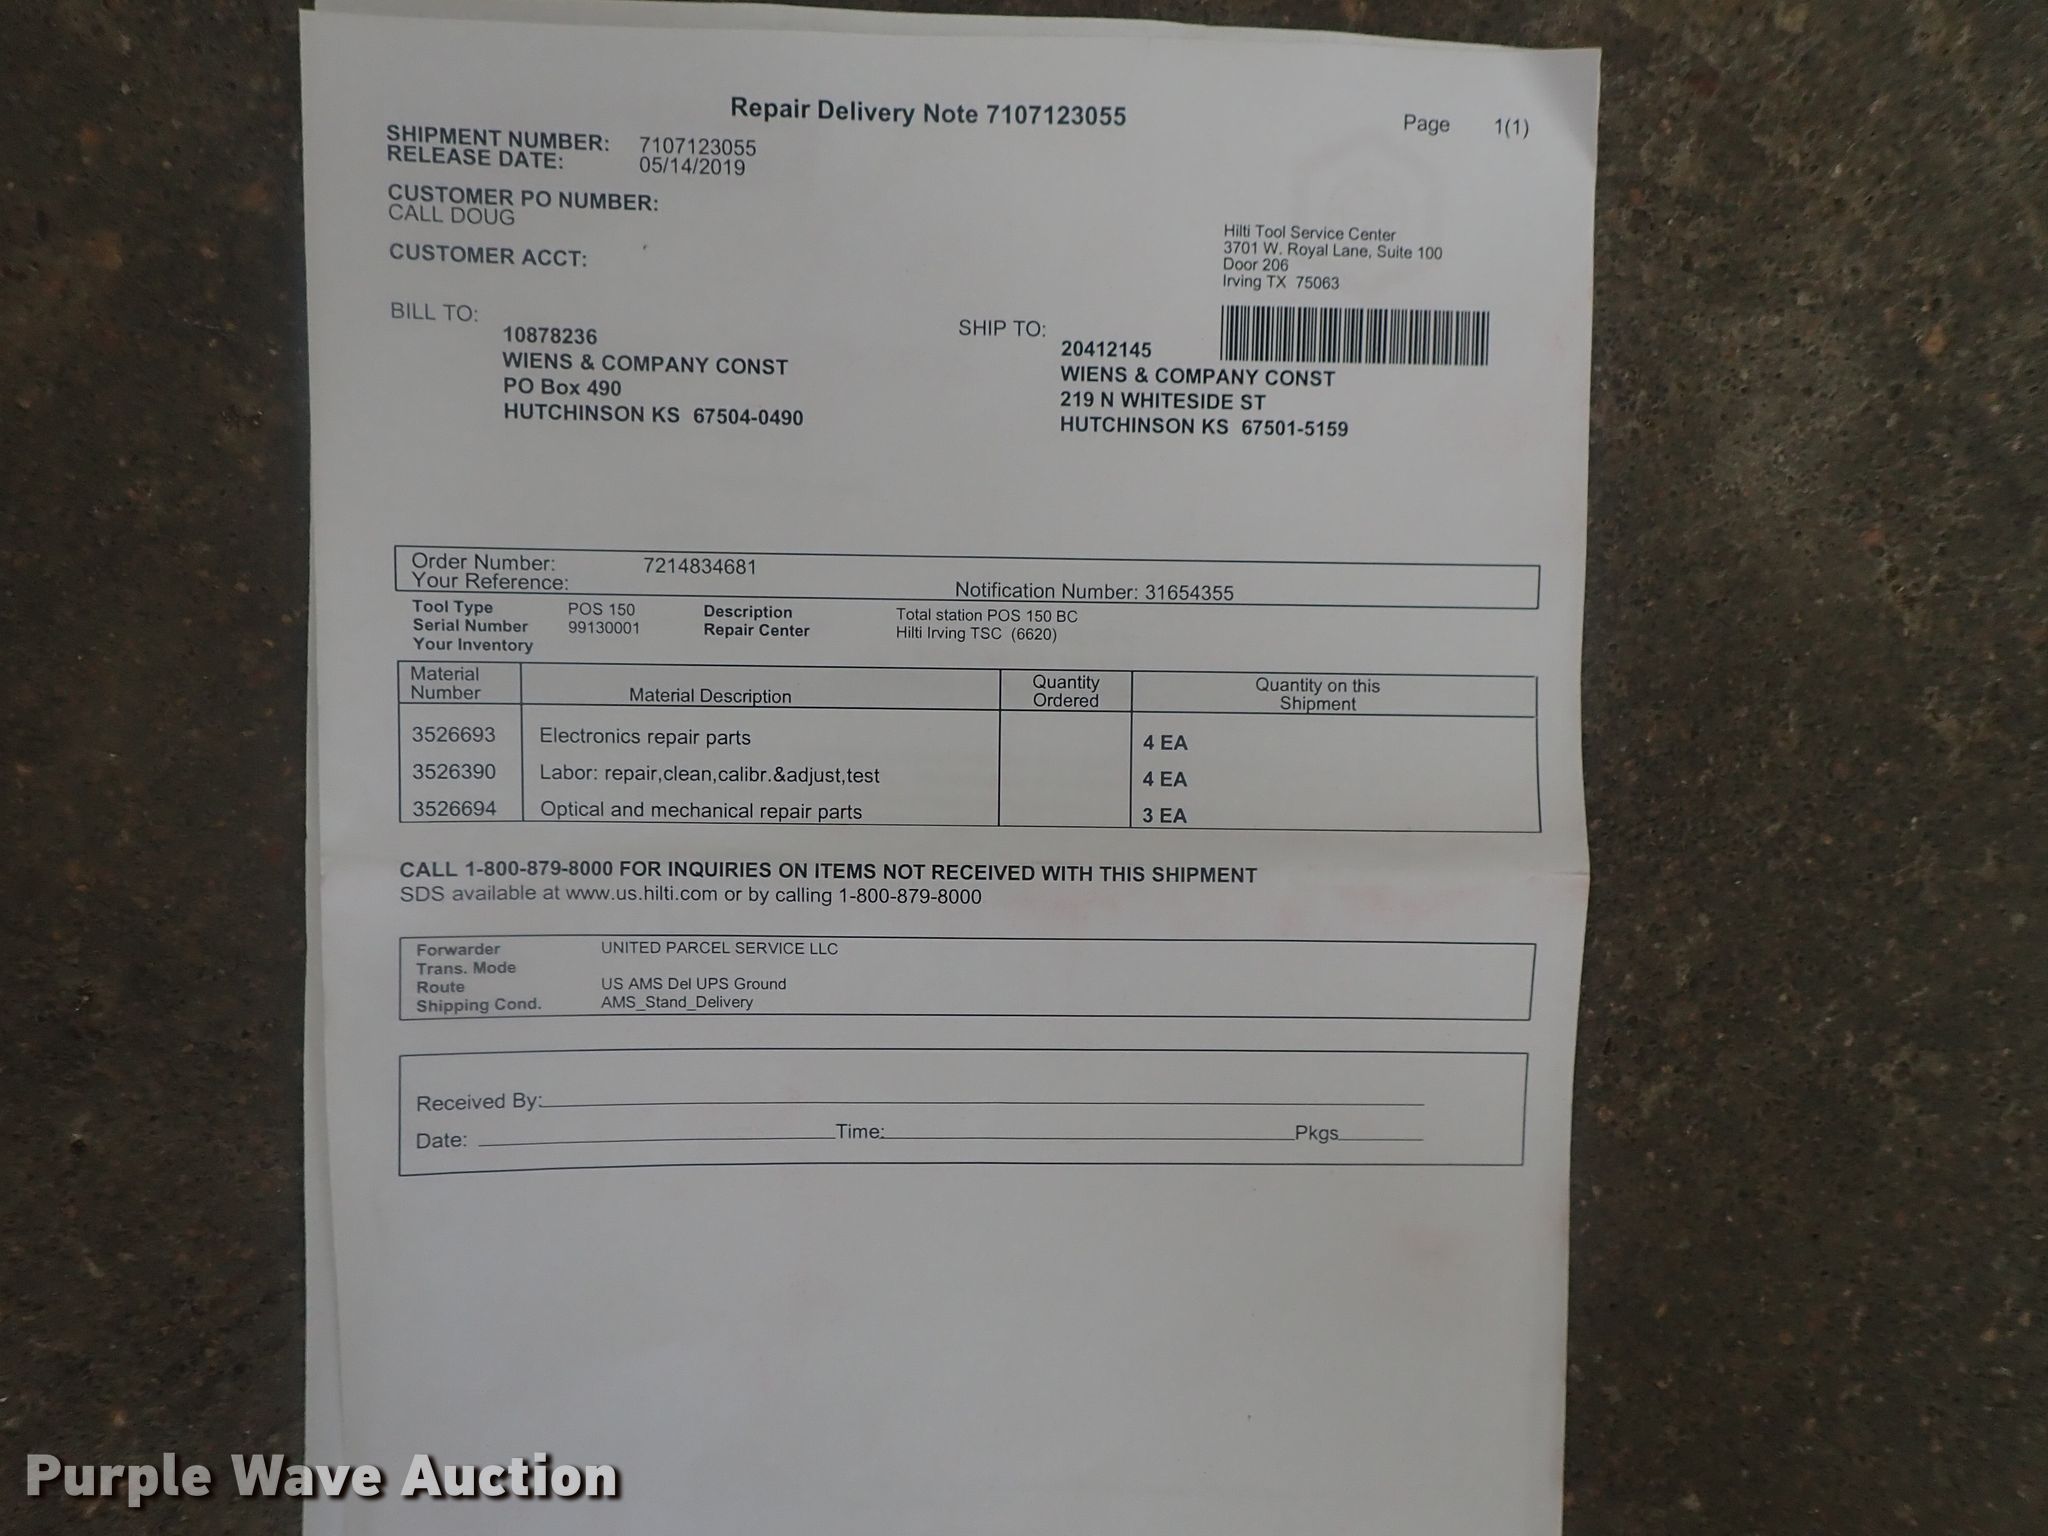 Repair Delivery Note 7107123055
Page 1(1)
SHIPMENT NUMBER: 7107123055
RELEASE DATE: 05/14/2019
CUSTOMER PO NUMBER:
CALL DOUG
CUSTOMER ACCT:
Hilti Tool Service Center
3701 W. Royal Lane, Suite 100
Door 206
Irving TX 75063
BILL TO:
10878236
WIENS & COMPANY CONST
PO Box 490
HUTCHINSON KS 67504-0490
SHIP TO:
20412145
WIENS & COMPANY CONST
219 N WHITESIDE ST
HUTCHINSON KS 67501-5159
Order Number: 7214834681
Your Reference:
Notification Number: 31654355
Tool Type POS 150 Description Total station POS 150 BC
Serial Number 99130001 Repair Center Hilti Irving TSC (6620)
Your Inventory
Material Number Material Description Quantity Ordered Quantity on this Shipment
3526693 Electronics repair parts 4 EA
3526390 Labor: repair,clean,calibr.&adjust,test 4 EA
3526694 Optical and mechanical repair parts 3 EA
CALL 1-800-879-8000 FOR INQUIRIES ON ITEMS NOT RECEIVED WITH THIS SHIPMENT
SDS available at www.us.hilti.com or by calling 1-800-879-8000
Forwarder UNITED PARCEL SERVICE LLC
Trans. Mode
Route US AMS Del UPS Ground
Shipping Cond. AMS_Stand_Delivery
Received By:
Date: Time: Pkgs
Purple Wave Auction